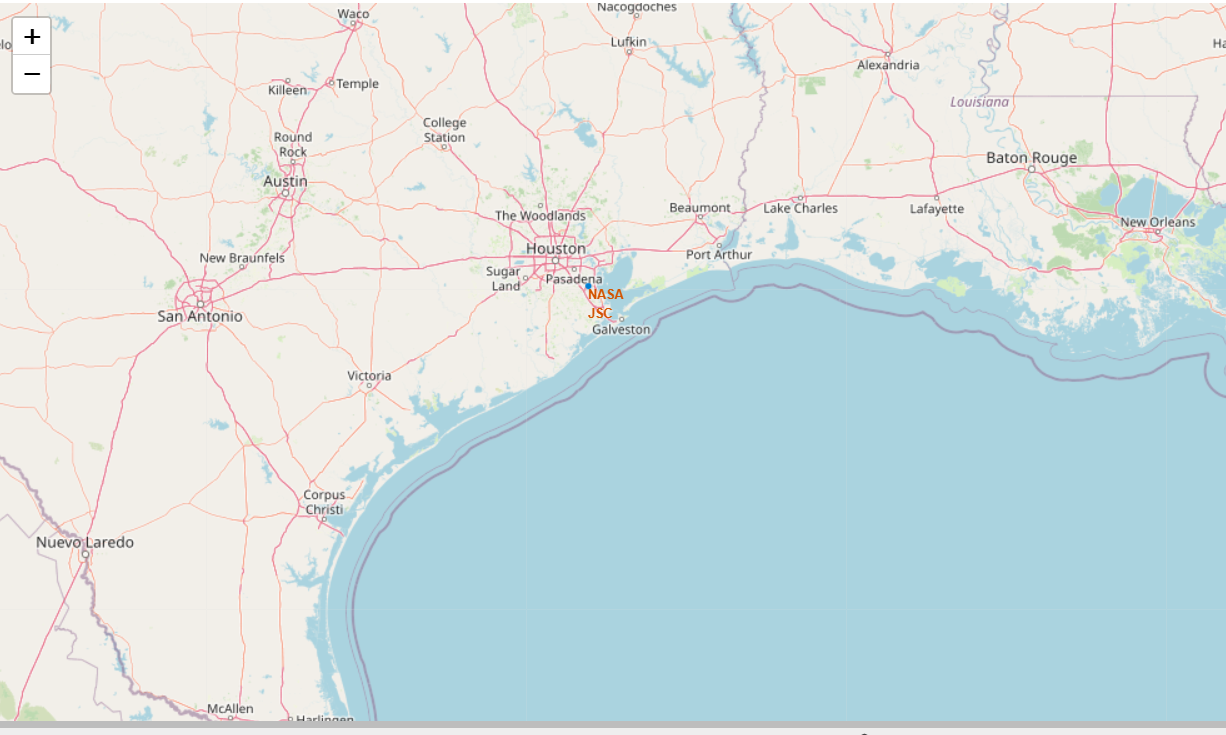 Nacogdoches
Waco
+
Lufkin
Alexandria
−
Temple
Killeen
Louisiana
College
Station
Round
Rock
Baton Rouge
Austin
The Woodlands
Beaumont
Lake Charles
Lafayette
New Orleans
Houston
New Braunfels
Port Arthur
Sugar
Land
Pasadena
NASA
JSC
San Antonio
Galveston
Victoria
Corpus
Christi
Nuevo Laredo
McAllen
Harlingen